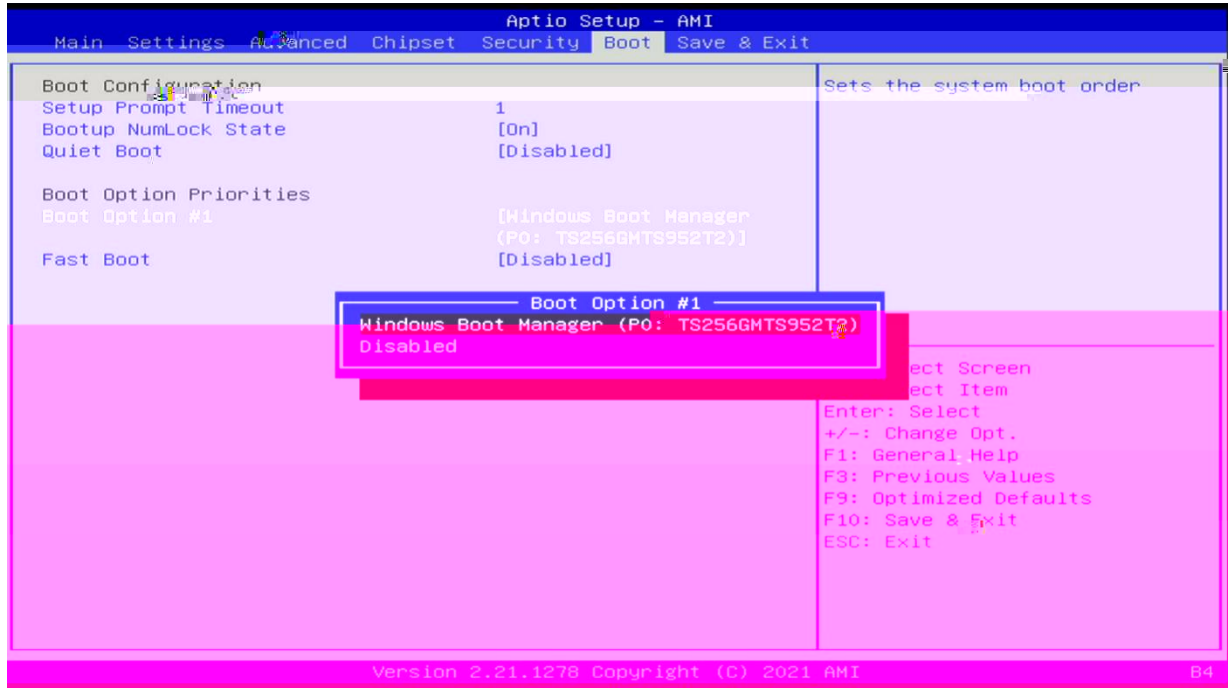 Aptio Setup – AMI
Main Settings Advanced Chipset Security Boot Save & Exit
Boot Configuration
Setup Prompt Timeout 1
Bootup NumLock State [On]
Quiet Boot [Disabled]
Boot Option Priorities
Boot Option #1 [Windows Boot Manager
(P0: TS256GMTS952T2)]
Fast Boot [Disabled]
Sets the system boot order
Boot Option #1
Windows Boot Manager (P0: TS256GMTS952T2)
Disabled
ect Screen
ect Item
Enter: Select
+/-: Change Opt.
F1: General Help
F3: Previous Values
F9: Optimized Defaults
F10: Save & Exit
ESC: Exit
Version 2.21.1278 Copyright (C) 2021 AMI
B4